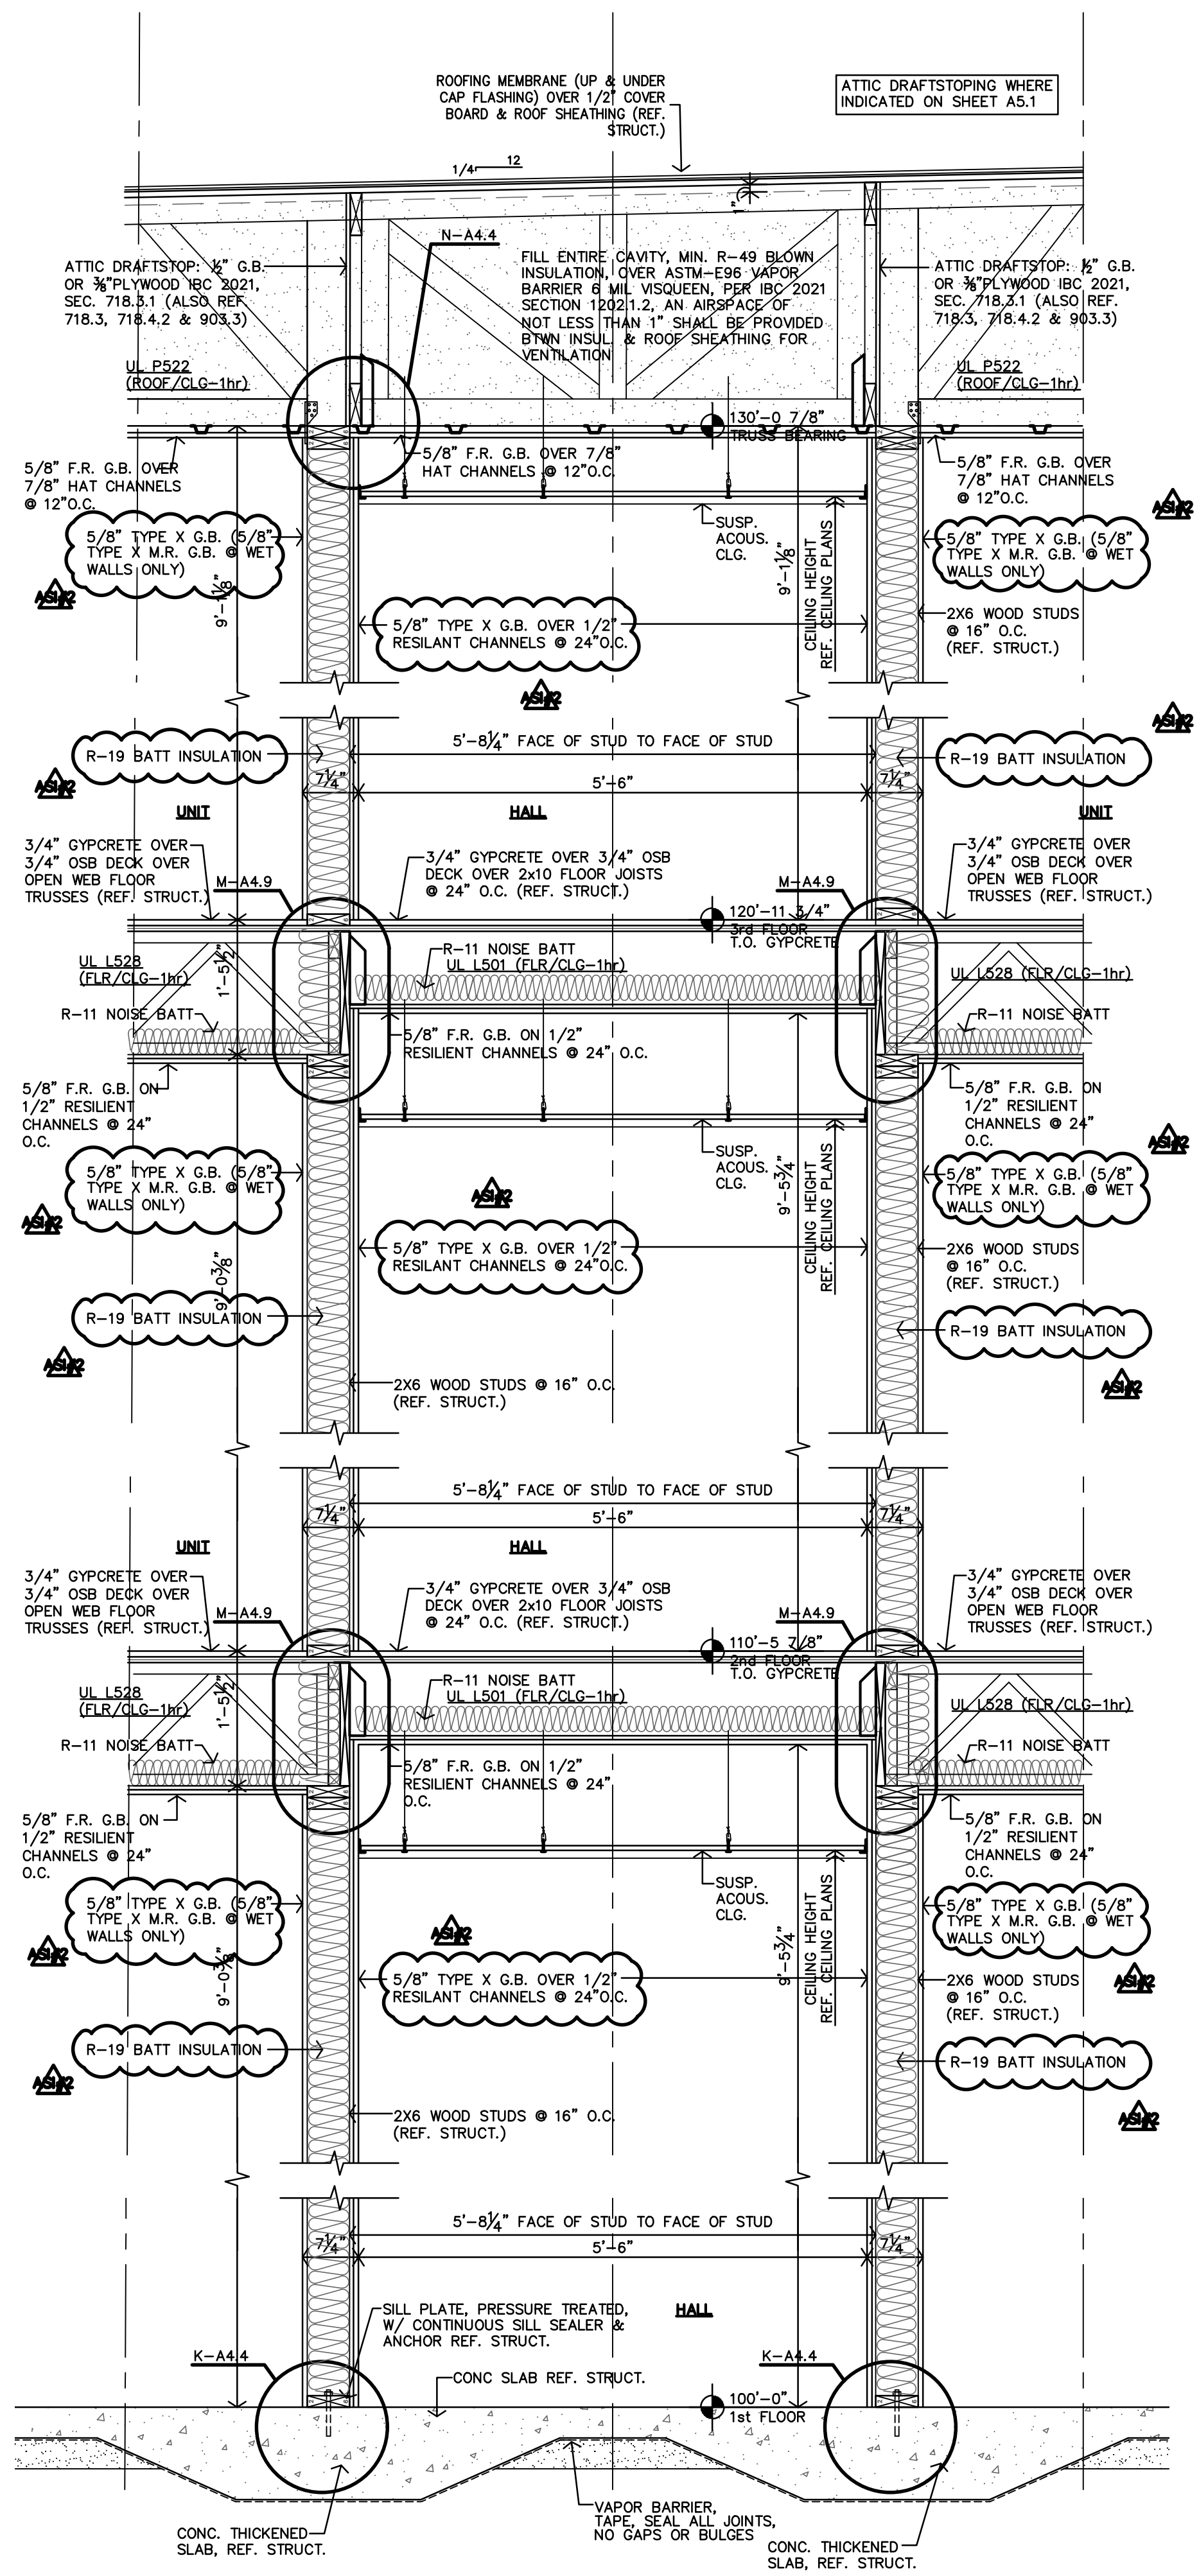 ROOFING MEMBRANE (UP & UNDER
CAP FLASHING) OVER 1/2" COVER
BOARD & ROOF SHEATHING (REF.
STRUCT.)
ATTIC DRAFTSTOPING WHERE
INDICATED ON SHEET A5.1
1/4"
12
1"
N-A4.4
ATTIC DRAFTSTOP: ½" G.B.
OR ⅜"PLYWOOD IBC 2021,
SEC. 718.3.1 (ALSO REF.
718.3, 718.4.2 & 903.3)
FILL ENTIRE CAVITY, MIN. R-49 BLOWN
INSULATION, OVER ASTM-E96 VAPOR
BARRIER 6 MIL VISQUEEN, PER IBC 2021
SECTION 1202.1.2, AN AIRSPACE OF
NOT LESS THAN 1" SHALL BE PROVIDED
BTWN INSUL. & ROOF SHEATHING FOR
VENTILATION
ATTIC DRAFTSTOP: ½" G.B.
OR ⅜"PLYWOOD IBC 2021,
SEC. 718.3.1 (ALSO REF.
718.3, 718.4.2 & 903.3)
UL P522
(ROOF/CLG-1hr)
UL P522
(ROOF/CLG-1hr)
130'-0 7/8"
TRUSS BEARING
5/8" F.R. G.B. OVER
7/8" HAT CHANNELS
@ 12"O.C.
5/8" F.R. G.B. OVER 7/8"
HAT CHANNELS @ 12"O.C.
5/8" F.R. G.B. OVER
7/8" HAT CHANNELS
@ 12"O.C.
SUSP.
ACOUS.
CLG.
5/8" TYPE X G.B. (5/8"
TYPE X M.R. G.B. @ WET
WALLS ONLY)
5/8" TYPE X G.B. (5/8"
TYPE X M.R. G.B. @ WET
WALLS ONLY)
9'-1⅛"
9'-1⅛"
CEILING HEIGHT
REF. CEILING PLANS
5/8" TYPE X G.B. OVER 1/2"
RESILANT CHANNELS @ 24"O.C.
2X6 WOOD STUDS
@ 16" O.C.
(REF. STRUCT.)
R-19 BATT INSULATION
5'-8¼" FACE OF STUD TO FACE OF STUD
R-19 BATT INSULATION
7¼"
5'-6"
7¼"
UNIT
HALL
UNIT
3/4" GYPCRETE OVER
3/4" OSB DECK OVER
OPEN WEB FLOOR
TRUSSES (REF. STRUCT.)
M-A4.9
3/4" GYPCRETE OVER 3/4" OSB
DECK OVER 2x10 FLOOR JOISTS
@ 24" O.C. (REF. STRUCT.)
M-A4.9
3/4" GYPCRETE OVER
3/4" OSB DECK OVER
OPEN WEB FLOOR
TRUSSES (REF. STRUCT.)
120'-11 3/4"
3rd FLOOR
T.O. GYPCRETE
UL L528
(FLR/CLG-1hr)
1'-5½"
R-11 NOISE BATT
UL L501 (FLR/CLG-1hr)
UL L528 (FLR/CLG-1hr)
R-11 NOISE BATT
R-11 NOISE BATT
5/8" F.R. G.B. ON 1/2"
RESILIENT CHANNELS @ 24" O.C.
5/8" F.R. G.B. ON
1/2" RESILIENT
CHANNELS @ 24"
O.C.
5/8" F.R. G.B. ON
1/2" RESILIENT
CHANNELS @ 24"
O.C.
SUSP.
ACOUS.
CLG.
5/8" TYPE X G.B. (5/8"
TYPE X M.R. G.B. @ WET
WALLS ONLY)
5/8" TYPE X G.B. (5/8"
TYPE X M.R. G.B. @ WET
WALLS ONLY)
9'-0⅜"
9'-5¾"
CEILING HEIGHT
REF. CEILING PLANS
5/8" TYPE X G.B. OVER 1/2"
RESILANT CHANNELS @ 24"O.C.
2X6 WOOD STUDS
@ 16" O.C.
(REF. STRUCT.)
R-19 BATT INSULATION
R-19 BATT INSULATION
2X6 WOOD STUDS @ 16" O.C.
(REF. STRUCT.)
5'-8¼" FACE OF STUD TO FACE OF STUD
7¼"
5'-6"
7¼"
UNIT
HALL
3/4" GYPCRETE OVER
3/4" OSB DECK OVER
OPEN WEB FLOOR
TRUSSES (REF. STRUCT.)
M-A4.9
3/4" GYPCRETE OVER 3/4" OSB
DECK OVER 2x10 FLOOR JOISTS
@ 24" O.C. (REF. STRUCT.)
M-A4.9
3/4" GYPCRETE OVER
3/4" OSB DECK OVER
OPEN WEB FLOOR
TRUSSES (REF. STRUCT.)
110'-5 7/8"
2nd FLOOR
T.O. GYPCRETE
UL L528
(FLR/CLG-1hr)
1'-5½"
R-11 NOISE BATT
UL L501 (FLR/CLG-1hr)
UL L528 (FLR/CLG-1hr)
R-11 NOISE BATT
R-11 NOISE BATT
5/8" F.R. G.B. ON 1/2"
RESILIENT CHANNELS @ 24"
O.C.
5/8" F.R. G.B. ON
1/2" RESILIENT
CHANNELS @ 24"
O.C.
5/8" F.R. G.B. ON
1/2" RESILIENT
CHANNELS @ 24"
O.C.
SUSP.
ACOUS.
CLG.
5/8" TYPE X G.B. (5/8"
TYPE X M.R. G.B. @ WET
WALLS ONLY)
5/8" TYPE X G.B. (5/8"
TYPE X M.R. G.B. @ WET
WALLS ONLY)
9'-0⅜"
9'-5¾"
CEILING HEIGHT
REF. CEILING PLANS
5/8" TYPE X G.B. OVER 1/2"
RESILANT CHANNELS @ 24"O.C.
2X6 WOOD STUDS
@ 16" O.C.
(REF. STRUCT.)
R-19 BATT INSULATION
R-19 BATT INSULATION
2X6 WOOD STUDS @ 16" O.C.
(REF. STRUCT.)
5'-8¼" FACE OF STUD TO FACE OF STUD
7¼"
5'-6"
7¼"
SILL PLATE, PRESSURE TREATED,
W/ CONTINUOUS SILL SEALER &
ANCHOR REF. STRUCT.
HALL
K-A4.4
CONC SLAB REF. STRUCT.
K-A4.4
100'-0"
1st FLOOR
VAPOR BARRIER,
TAPE, SEAL ALL JOINTS,
NO GAPS OR BULGES
CONC. THICKENED
SLAB, REF. STRUCT.
CONC. THICKENED
SLAB, REF. STRUCT.